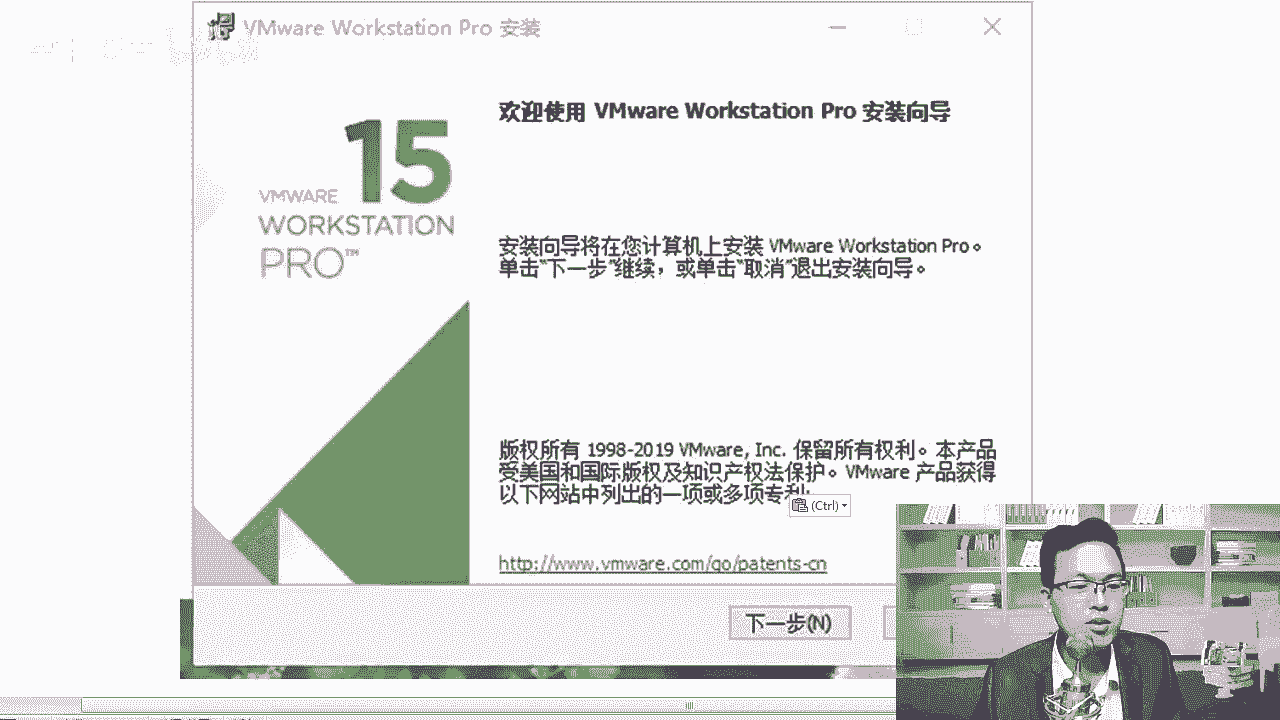 VMware Workstation Pro 安装
欢迎使用 VMware Workstation Pro 安装向导
15
VMWARE
WORKSTATION
PRO™
安装向导将在您计算机上安装 VMware Workstation Pro。
单击“下一步”继续，或单击“取消”退出安装向导。
版权所有 1998-2019 VMware, Inc. 保留所有权利。本产品
受美国和国际版权及知识产权法保护。VMware 产品获得
以下网站中列出的一项或多项专利:
(Ctrl)
http://www.vmware.com/go/patents-cn
下一步(N)